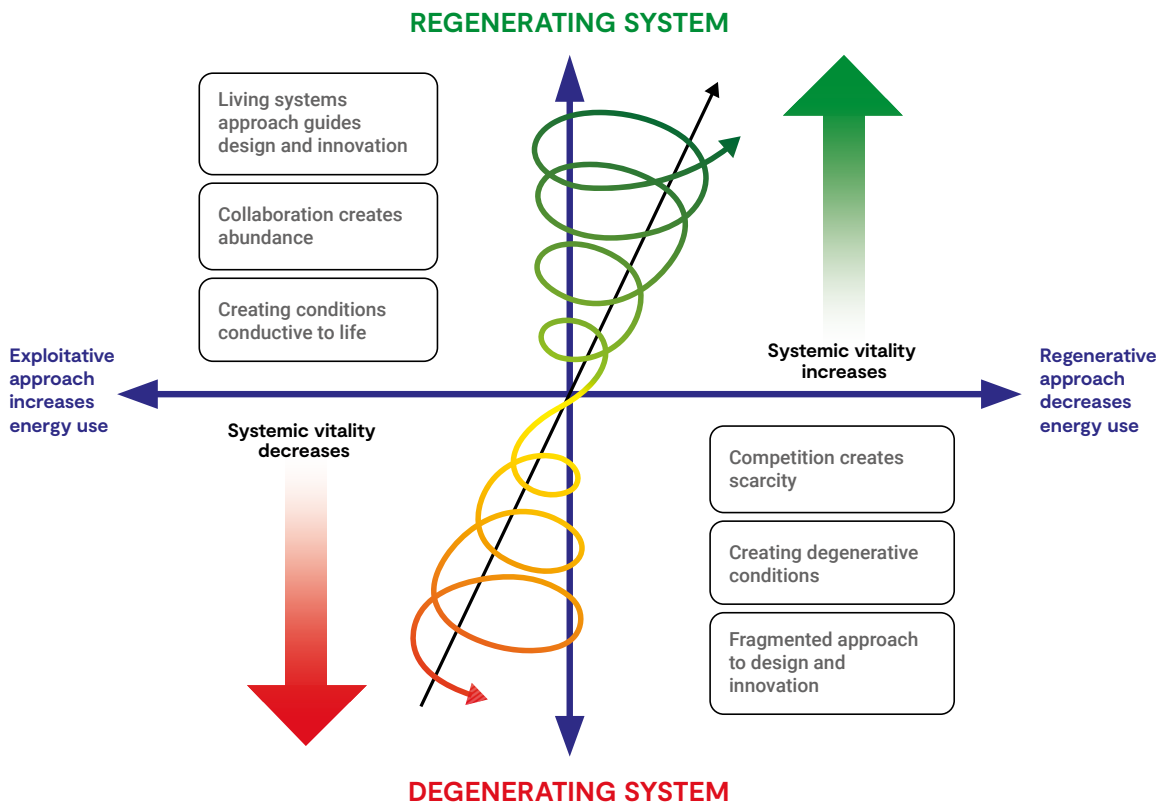 REGENERATING SYSTEM
Living systems
approach guides
design and innovation
Collaboration creates
abundance
Creating conditions
conductive to life
Exploitative
approach
increases
energy use
Systemic vitality
increases
Regenerative
approach
decreases
energy use
Systemic vitality
decreases
Competition creates
scarcity
Creating degenerative
conditions
Fragmented approach
to design and
innovation
DEGENERATING SYSTEM